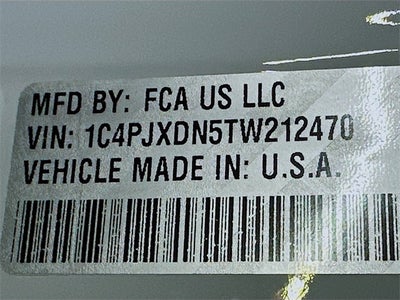 MFD BY: FCA US LLC
VIN: 1C4PJXDN5TW212470
VEHICLE MADE IN: U.S.A.